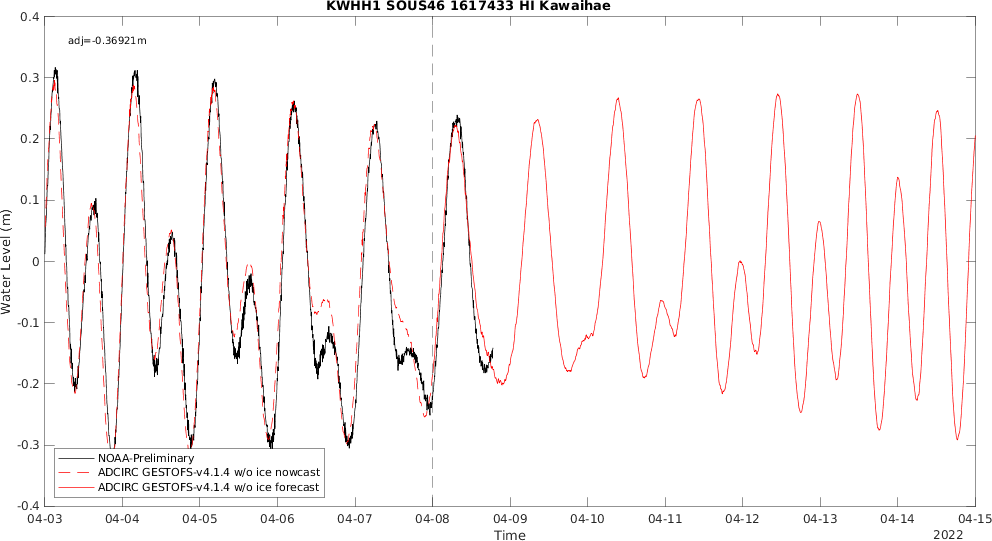 KWHH1 SOUS46 1617433 HI Kawaihae
adj=-0.36921m
0.4
0.3
0.2
0.1
0
-0.1
-0.2
-0.3
-0.4
Water Level (m)
NOAA-Preliminary
ADCIRC GESTOFS-v4.1.4 w/o ice nowcast
ADCIRC GESTOFS-v4.1.4 w/o ice forecast
04-03 04-04 04-05 04-06 04-07 04-08 04-09 04-10 04-11 04-12 04-13 04-14 04-15
Time
2022